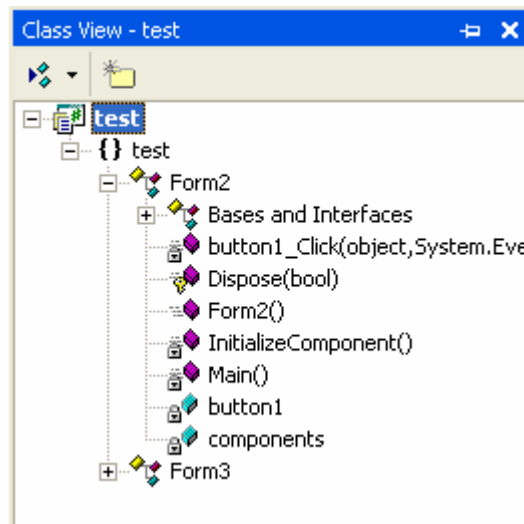 Class View - test
test
{} test
Form2
Bases and Interfaces
button1_Click(object,System.Eve
Dispose(bool)
Form2()
InitializeComponent()
Main()
button1
components
Form3